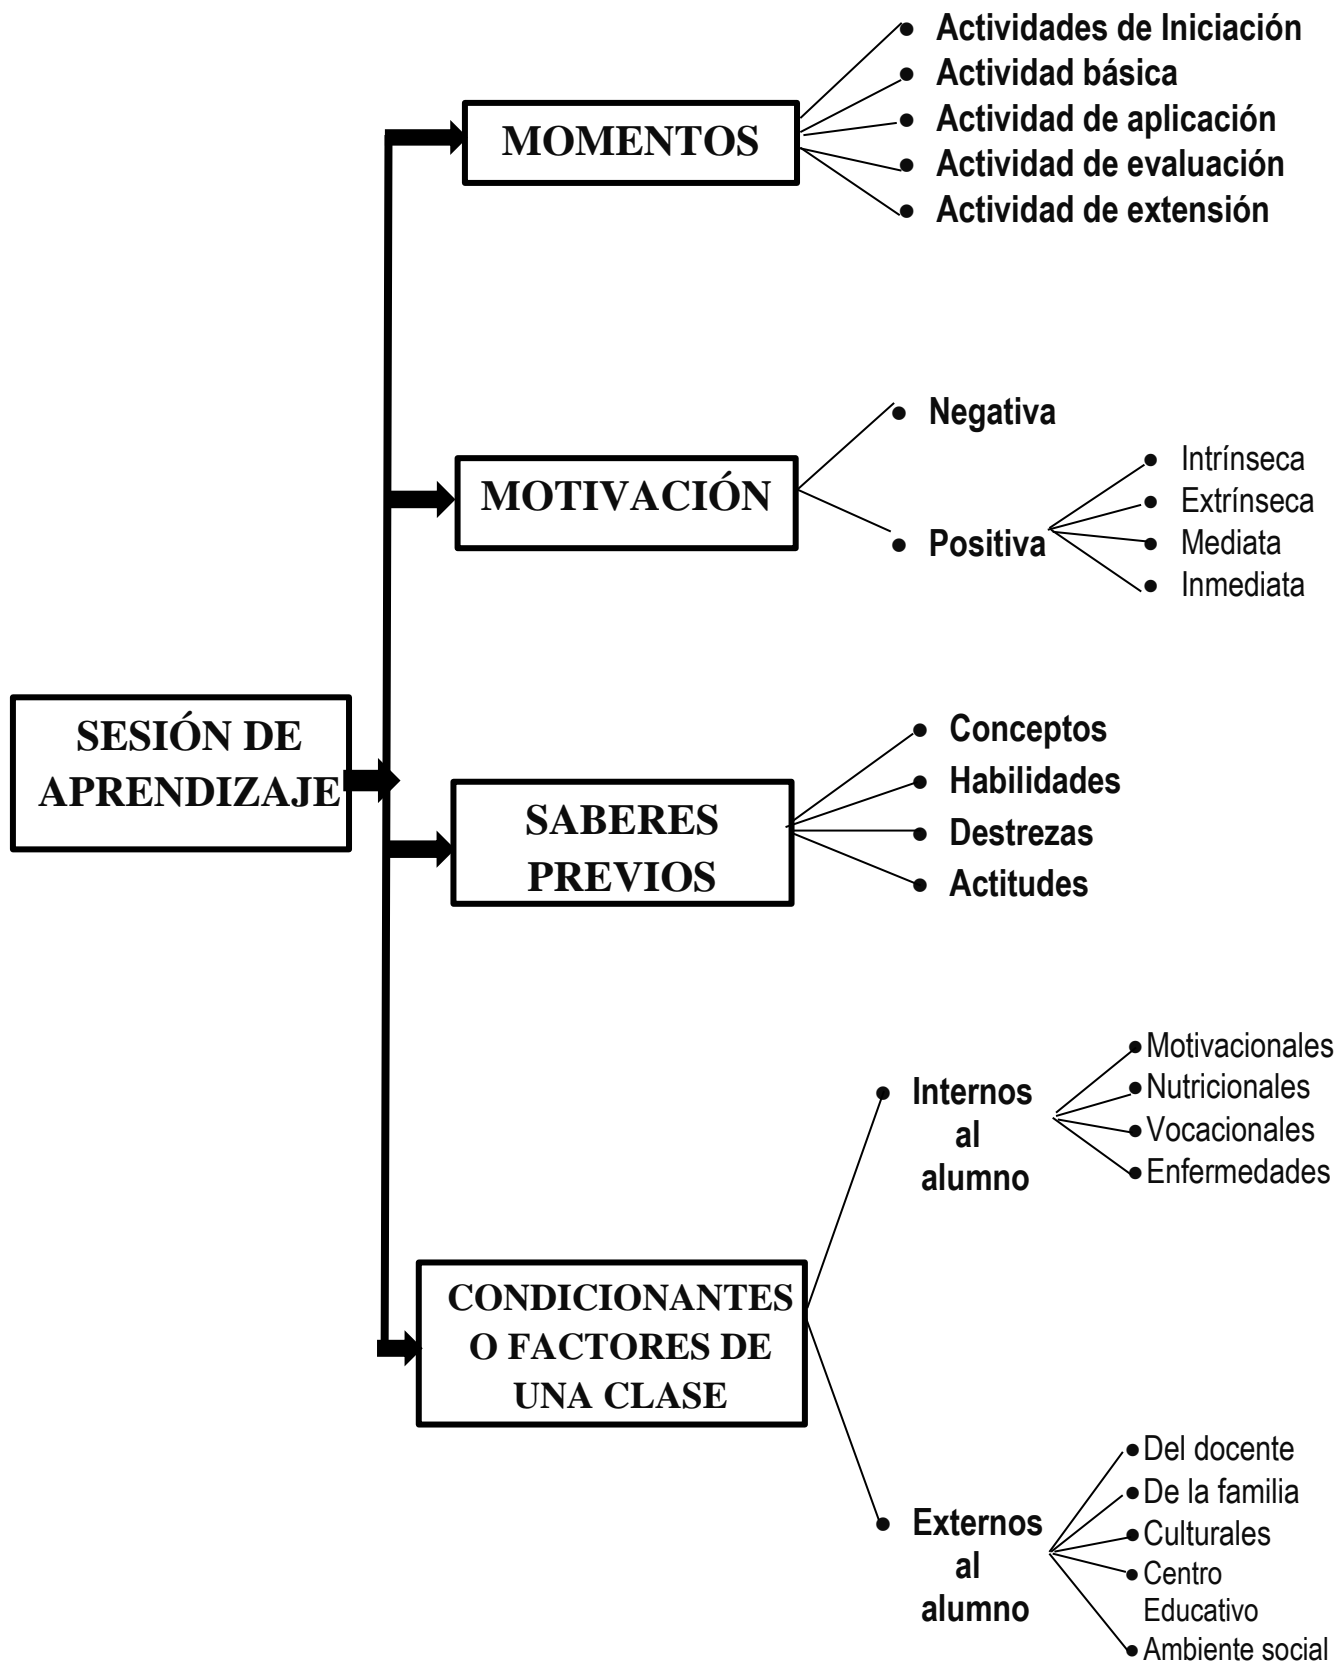 Actividades de Iniciación
Actividad básica
MOMENTOS
Actividad de aplicación
Actividad de evaluación
Actividad de extensión
Negativa
MOTIVACIÓN
Positiva
Intrínseca
Extrínseca
Mediata
Inmediata
SESIÓN DE
APRENDIZAJE
SABERES
PREVIOS
Conceptos
Habilidades
Destrezas
Actitudes
CONDICIONANTES
O FACTORES DE
UNA CLASE
Internos
al
alumno
Motivacionales
Nutricionales
Vocacionales
Enfermedades
Externos
al
alumno
Del docente
De la familia
Culturales
Centro
Educativo
Ambiente social